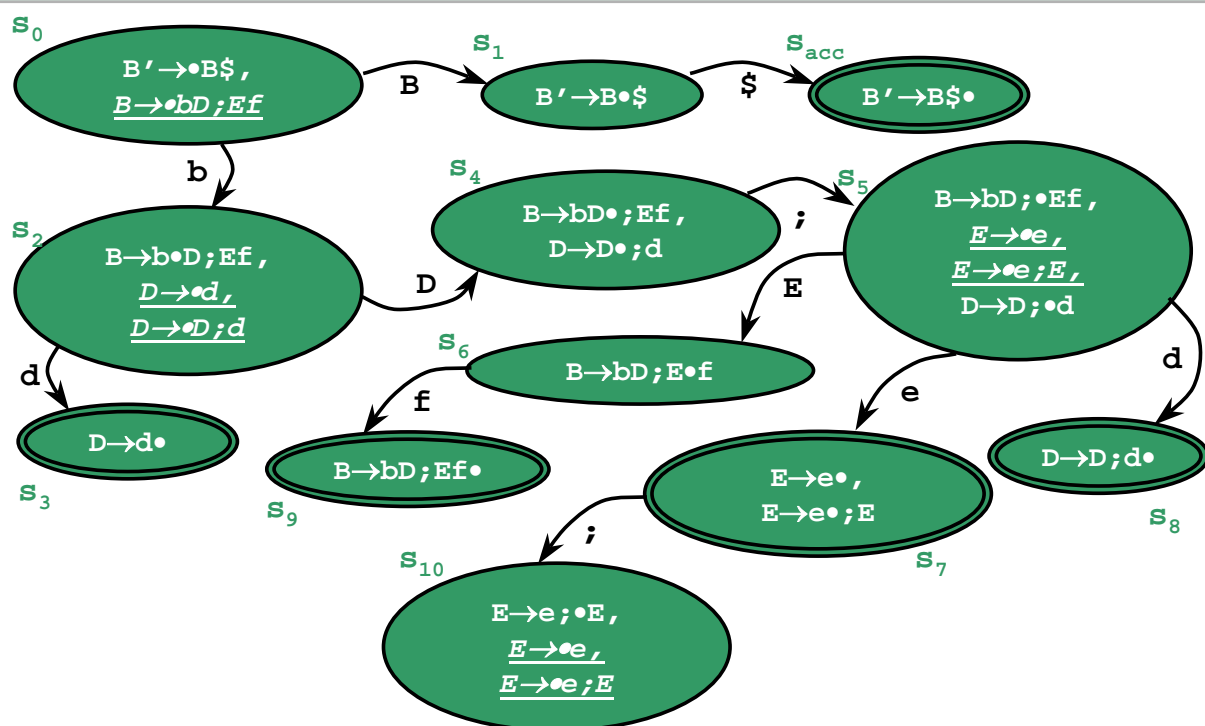 S₀
B'→•B$,
B→•bD;Ef
B
S₁
B'→B•$
$
Sacc
B'→B$•
b
S₂
B→b•D;Ef,
D→•d,
D→•D;d
D
S₄
B→bD•;Ef,
D→D•;d
;
S₅
B→bD;•Ef,
E→•e,
E→•e;E,
D→D;•d
E
S₆
B→bD;E•f
d
D→d•
S₃
f
B→bD;Ef•
S₉
e
E→e•,
E→e•;E
S₇
d
D→D;d•
S₈
;
S₁₀
E→e;•E,
E→•e,
E→•e;E